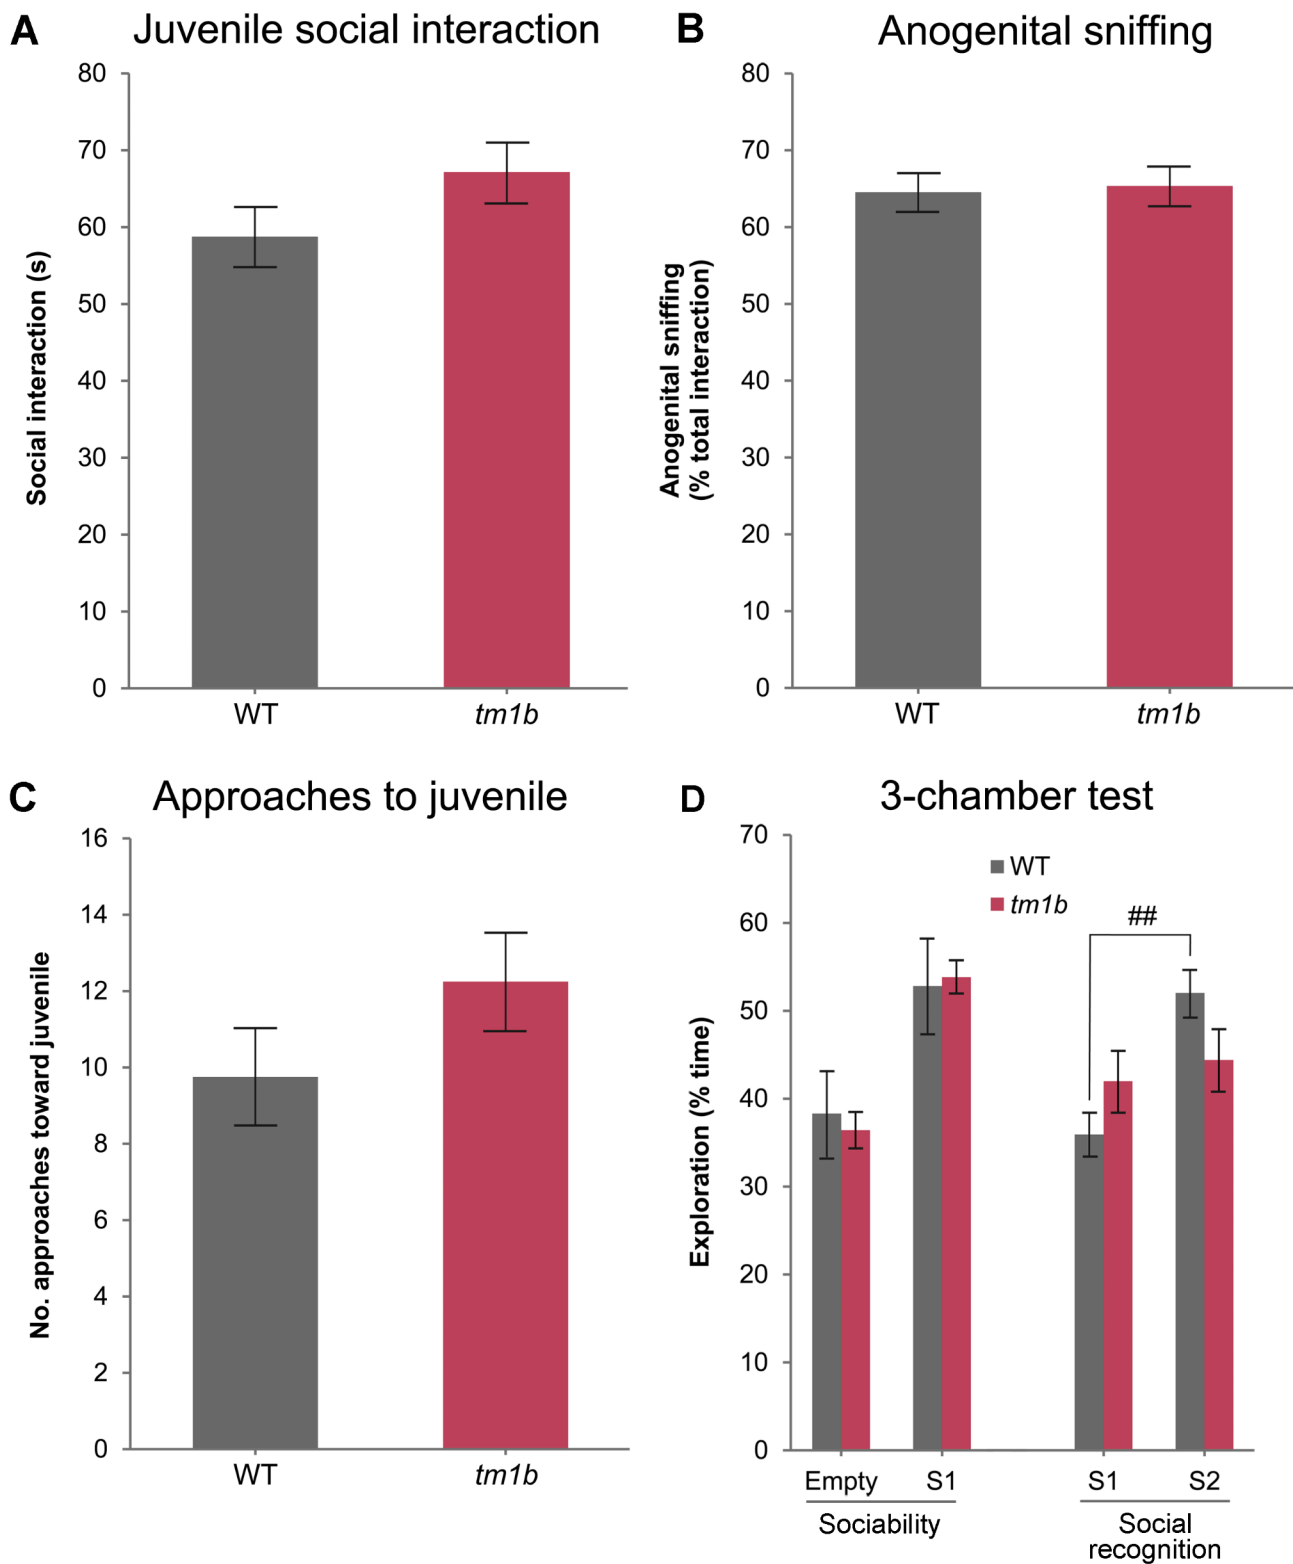 A
Juvenile social interaction
80
70
60
50
40
30
20
10
0
Social interaction (s)
WT
tm1b
B
Anogenital sniffing
80
70
60
50
40
30
20
10
0
Anogenital sniffing
(% total interaction)
WT
tm1b
C
Approaches to juvenile
16
14
12
10
8
6
4
2
0
No. approaches toward juvenile
WT
tm1b
D
3-chamber test
70
60
50
40
30
20
10
0
Exploration (% time)
WT
tm1b
##
Empty S1 S1 S2
Sociability
Social
recognition